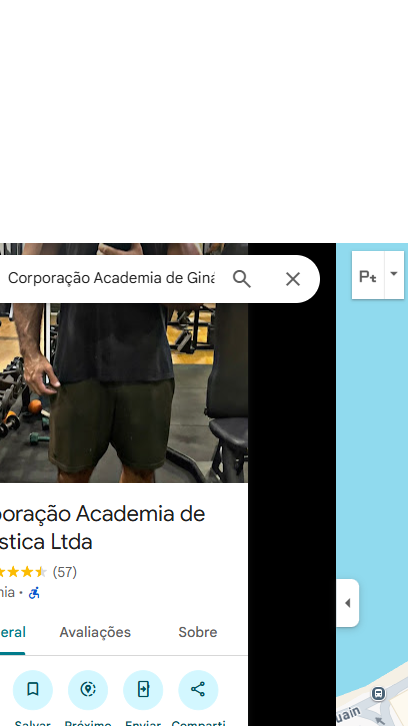 Corporação Academia de Giná
Pt
poração Academia de
stica Ltda
(57)
nia •
eral Avaliações Sobre
Salvar Próximo Enviar Comparti
uain